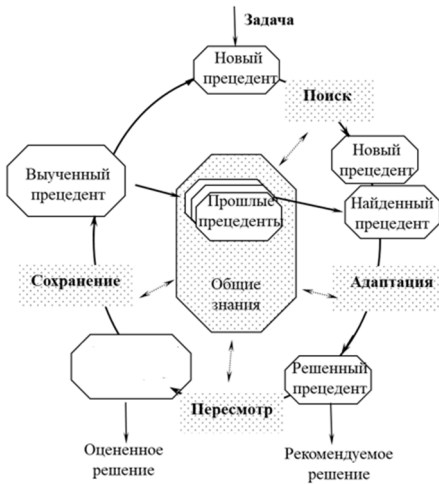 Задача
Новый
прецедент
Поиск
Новый
прецедент
Выученный
прецедент
Прошлые
прецеденты
Найденный
прецедент
Сохранение
Общие
знания
Адаптация
Решенный
прецедент
Пересмотр
Оцененное
решение
Рекомендуемое
решение